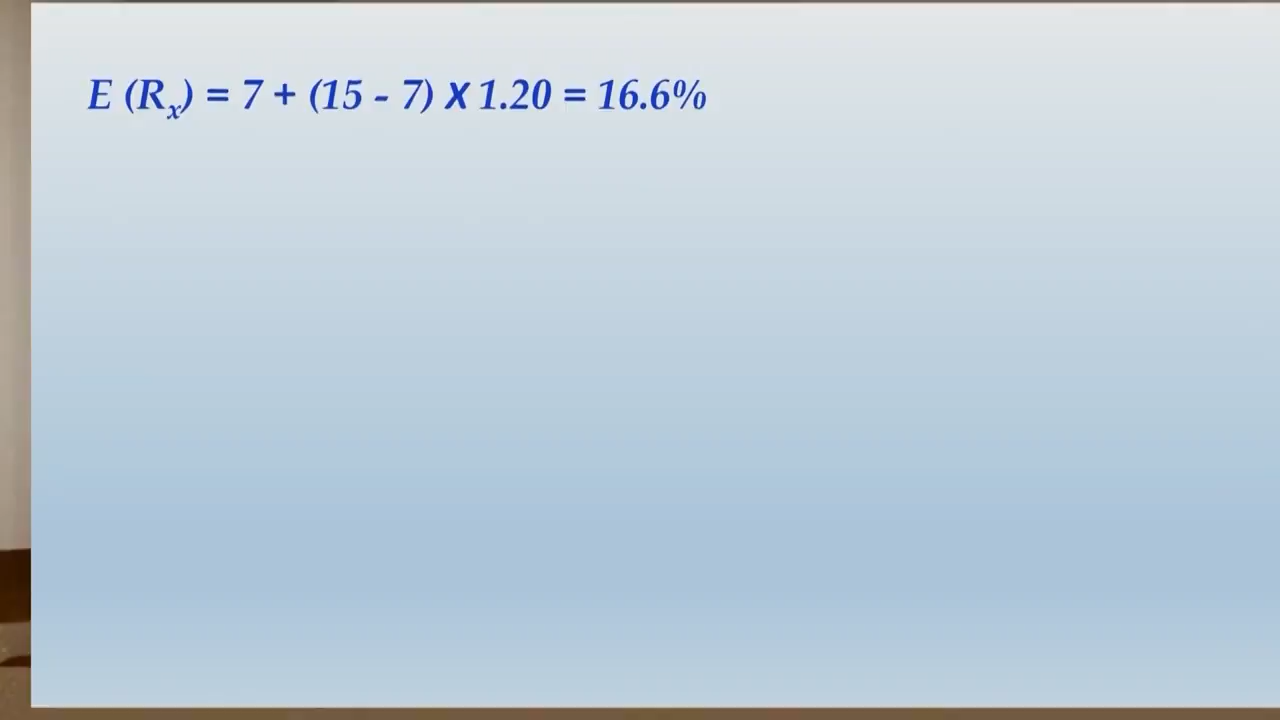 E (Rₓ) = 7 + (15 - 7) X 1.20 = 16.6%